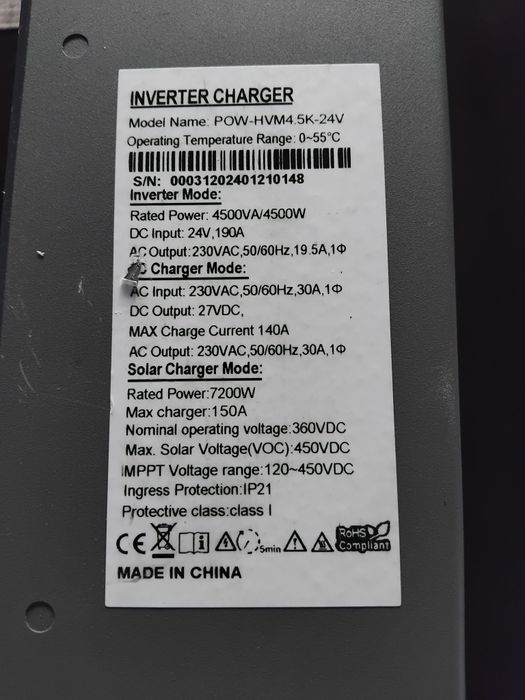 INVERTER CHARGER
Model Name: POW-HVM4.5K-24V
Operating Temperature Range: 0~55°C
S/N: 00031202401210148
Inverter Mode:
Rated Power: 4500VA/4500W
DC Input: 24V,190A
AC Output:230VAC,50/60Hz,19.5A,1Φ
Charger Mode:
AC Input: 230VAC,50/60Hz,30A,1Φ
DC Output: 27VDC,
MAX Charge Current 140A
AC Output: 230VAC,50/60Hz,30A,1Φ
Solar Charger Mode:
Rated Power:7200W
Max charger:150A
Nominal operating voltage:360VDC
Max. Solar Voltage(VOC):450VDC
MPPT Voltage range:120~450VDC
Ingress Protection:IP21
Protective class:class I
CE 5min RoHS
Compliant
MADE IN CHINA